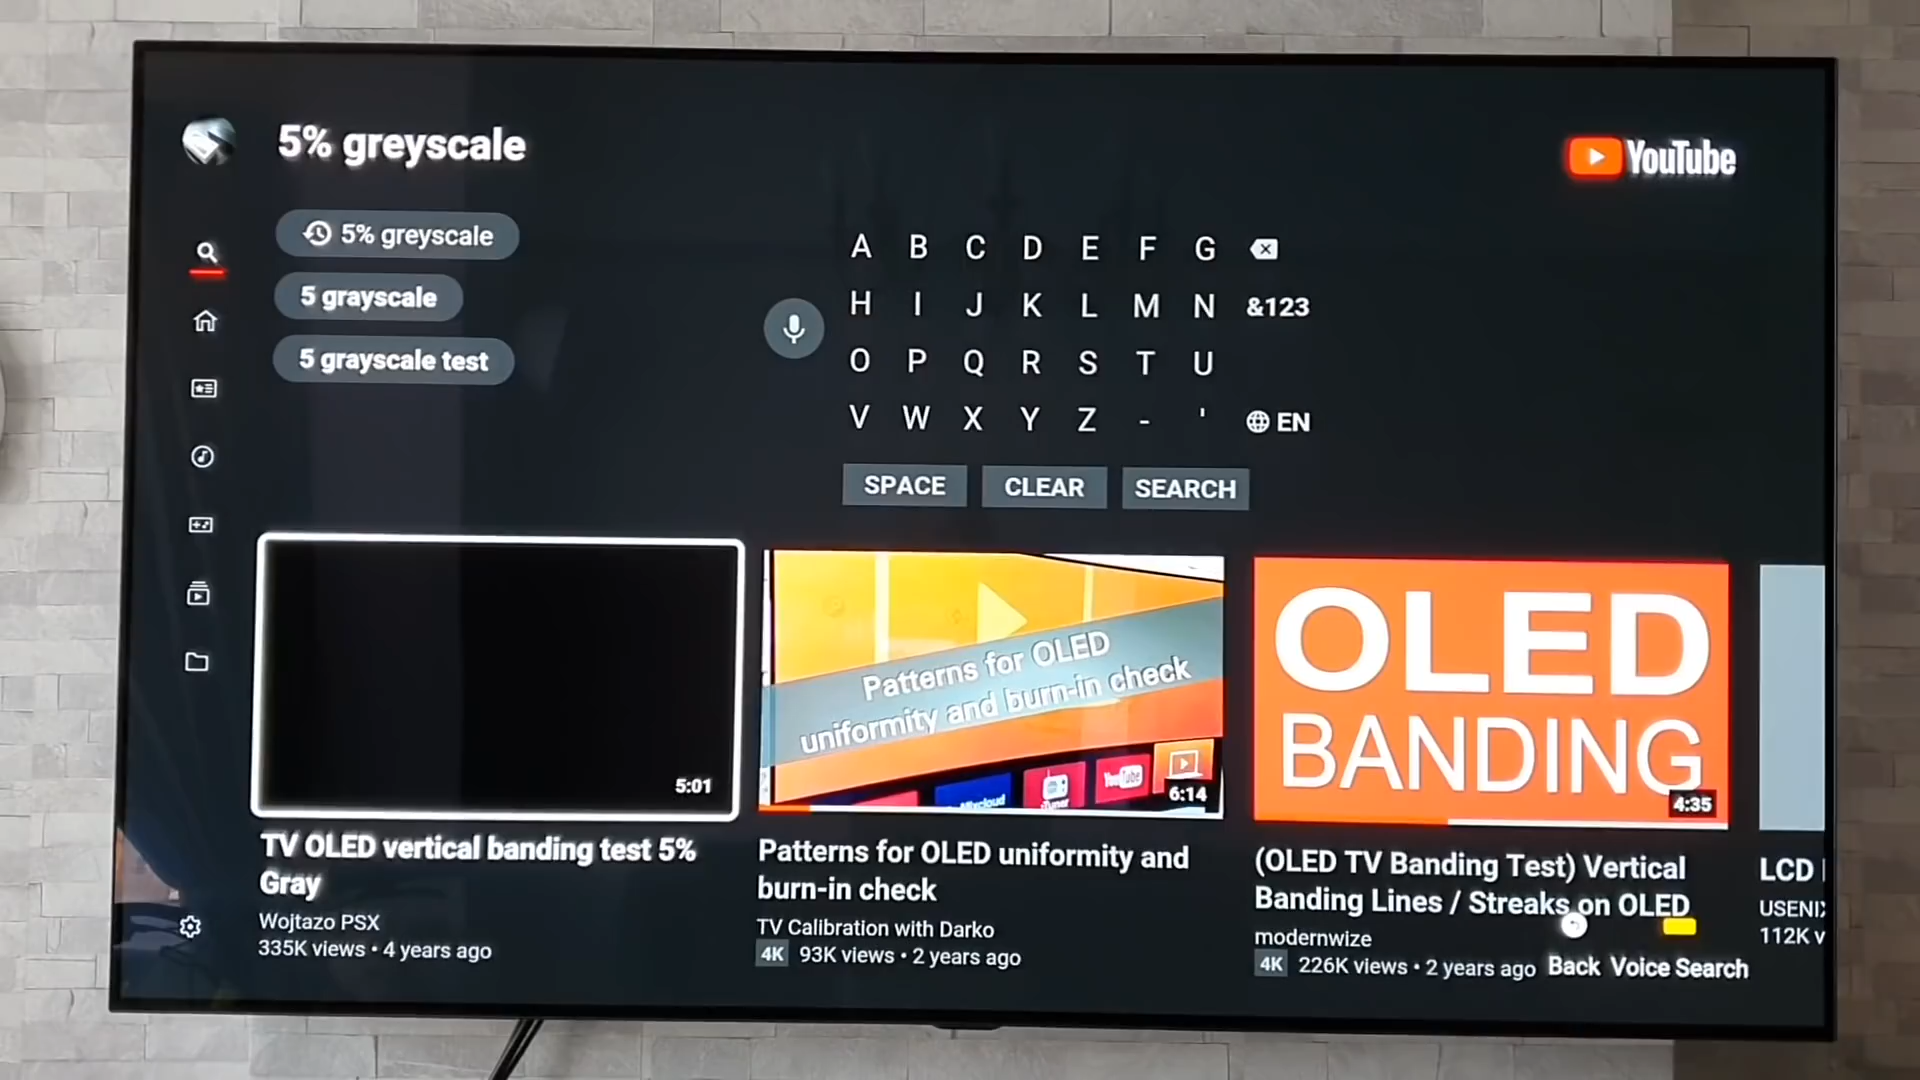 5% greyscale
YouTube
5% greyscale
5 grayscale
5 grayscale test
A B C D E F G
H I J K L M N &123
O P Q R S T U
V W X Y Z - ' EN
SPACE CLEAR SEARCH
5:01
TV OLED vertical banding test 5%
Gray
Wojtazo PSX
335K views • 4 years ago
Patterns for OLED
uniformity and burn-in check
YouTube
6:14
Patterns for OLED uniformity and
burn-in check
TV Calibration with Darko
4K 93K views • 2 years ago
OLED
BANDING
4:35
(OLED TV Banding Test) Vertical
Banding Lines / Streaks on OLED
modernwize
4K 226K views • 2 years ago
LCD
USENI
112K v
Back Voice Search